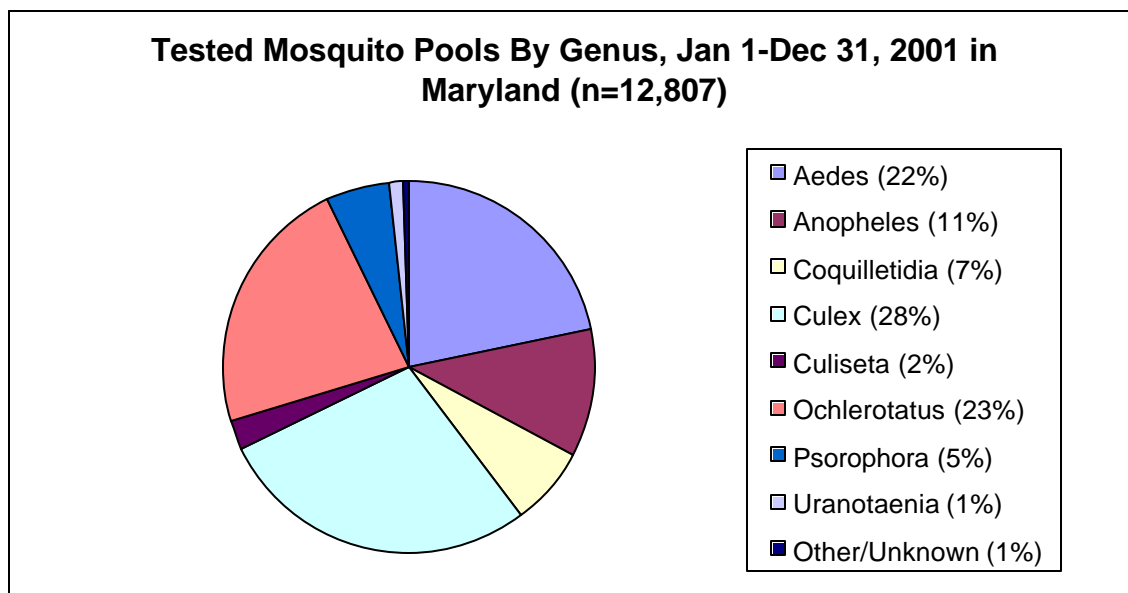 Tested Mosquito Pools By Genus, Jan 1-Dec 31, 2001 in
Maryland (n=12,807)
Aedes (22%)
Anopheles (11%)
Coquilletidia (7%)
Culex (28%)
Culiseta (2%)
Ochlerotatus (23%)
Psorophora (5%)
Uranotaenia (1%)
Other/Unknown (1%)